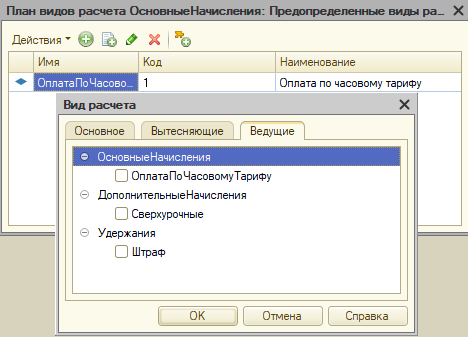 План видов расчета ОсновныеНачисления: Предопределенные виды ра...
Действия
Имя Код Наименование
ОплатаПоЧасово... 1 Оплата по часовому тарифу
Вид расчета
Основное Вытесняющие Ведущие
ОсновныеНачисления
ОплатаПоЧасовомуТарифу
ДополнительныеНачисления
Сверхурочные
Удержания
Штраф
OK Отмена Справка